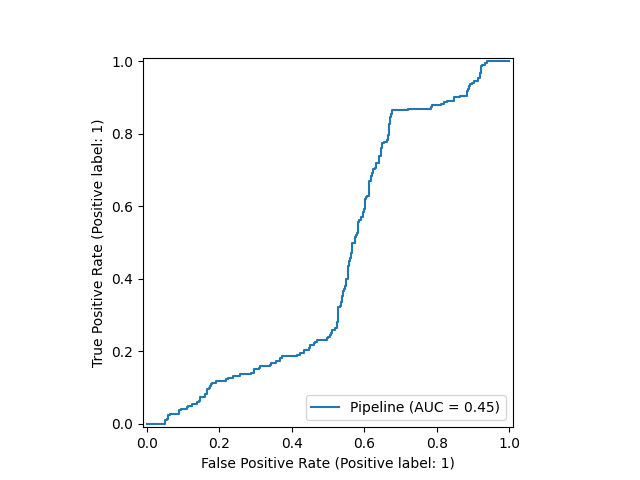 1.0
0.8
0.6
0.4
0.2
0.0
True Positive Rate (Positive label: 1)
Pipeline (AUC = 0.45)
0.0 0.2 0.4 0.6 0.8 1.0
False Positive Rate (Positive label: 1)